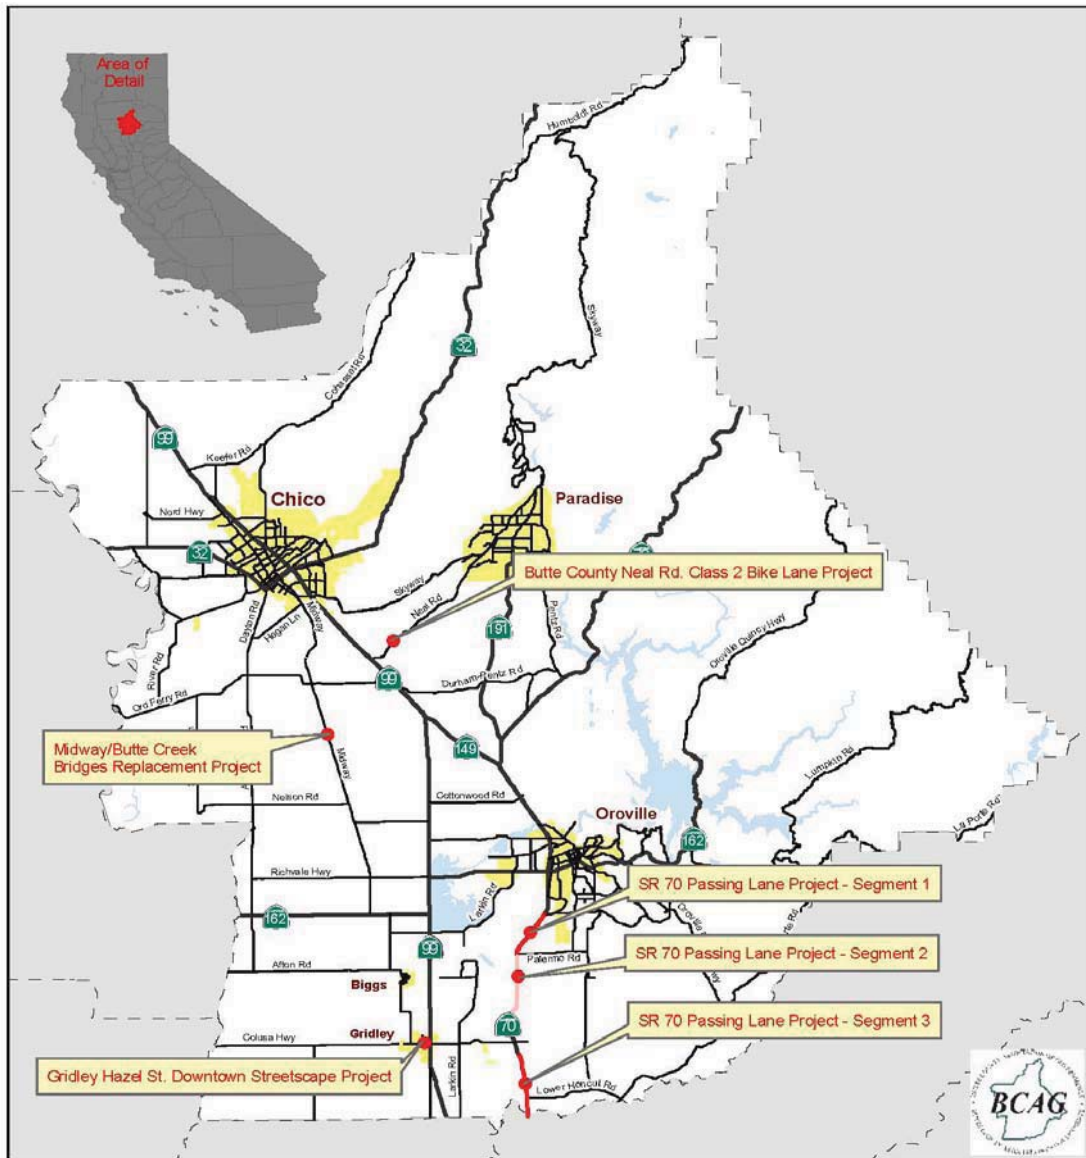 Area of
Detail
Humboldt Rd
32
Skyway
Cohasset Rd
99
Keefer Rd
Chico
Paradise
Nord Hwy
32
Butte County Neal Rd. Class 2 Bike Lane Project
Skyway
Neal Rd
Pentz Rd
191
Midway
Hegan Ln
Dayton Rd
River Rd
Oroville Quincy Hwy
Durham-Pentz Rd
99
Ord Ferry Rd
Midway/Butte Creek
Bridges Replacement Project
Midway
149
Lumpkin Rd
Nelson Rd
Cottonwood Rd
Oroville
La Porte Rd
162
Richvale Hwy
Larkin Rd
SR 70 Passing Lane Project - Segment 1
162
99
Palermo Rd
SR 70 Passing Lane Project - Segment 2
Afton Rd
Biggs
70
SR 70 Passing Lane Project - Segment 3
Gridley
Colusa Hwy
Gridley Hazel St. Downtown Streetscape Project
Larkin Rd
Lower Honcut Rd
BCAG